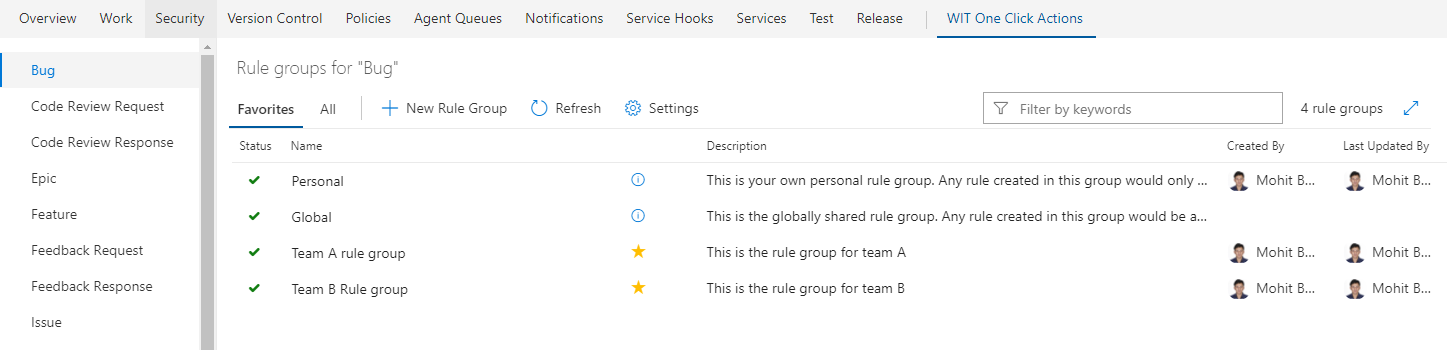 Overview Work Security Version Control Policies Agent Queues Notifications Service Hooks Services Test Release WIT One Click Actions
Bug
Code Review Request
Code Review Response
Epic
Feature
Feedback Request
Feedback Response
Issue
Rule groups for "Bug"
Favorites All New Rule Group Refresh Settings Filter by keywords 4 rule groups
Status Name Description Created By Last Updated By
Personal This is your own personal rule group. Any rule created in this group would only ... Mohit B... Mohit B...
Global This is the globally shared rule group. Any rule created in this group would be a...
Team A rule group This is the rule group for team A Mohit B... Mohit B...
Team B Rule group This is the rule group for team B Mohit B... Mohit B...